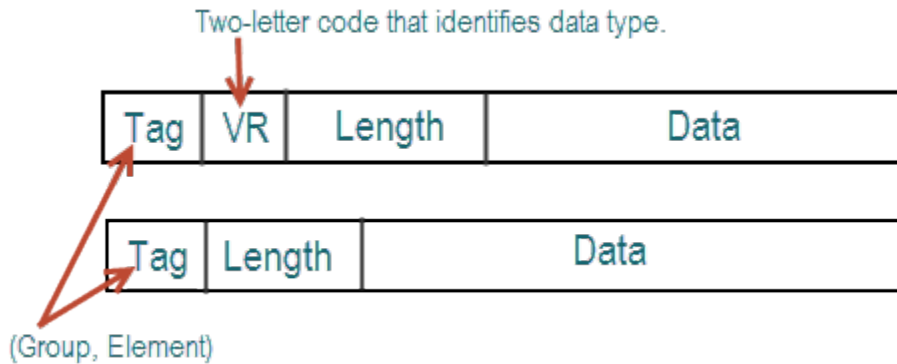 Two-letter code that identifies data type.
Tag VR Length Data
Tag Length Data
(Group, Element)